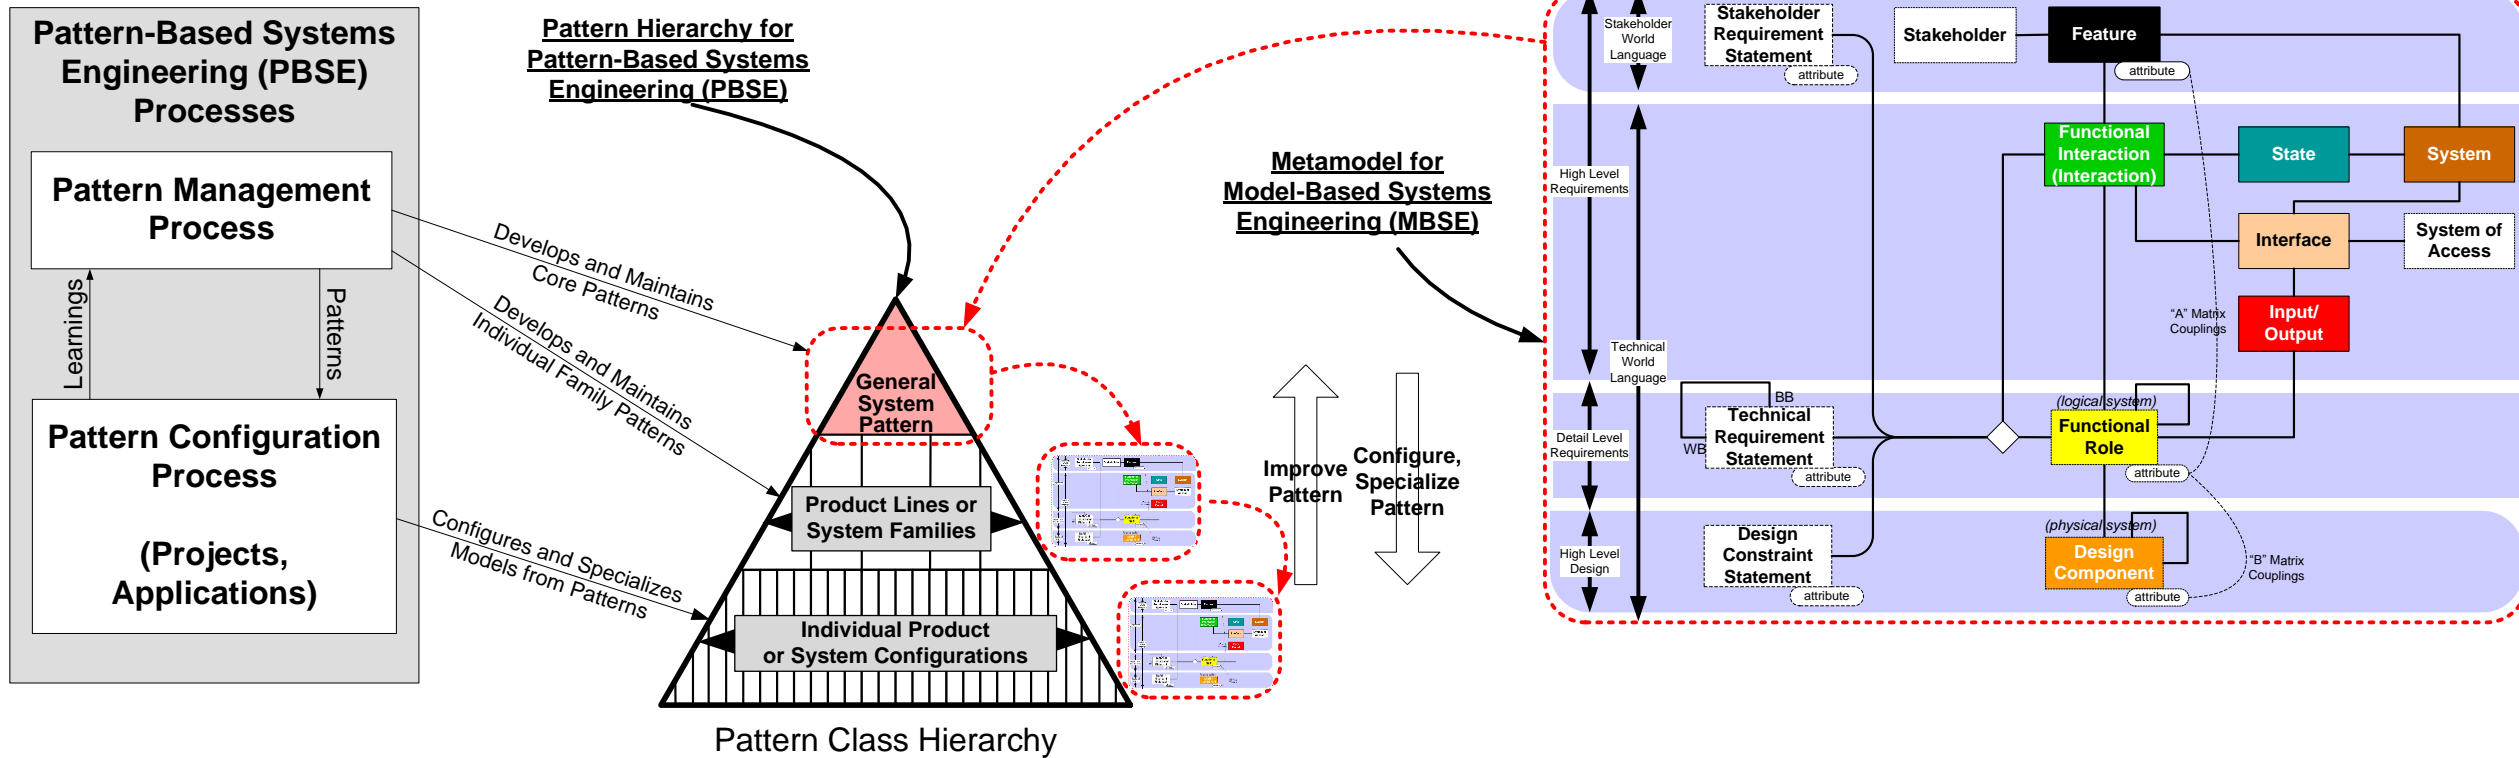 Pattern-Based Systems
Engineering (PBSE)
Processes
Pattern Management
Process
Learnings
Patterns
Pattern Configuration
Process
(Projects,
Applications)
Pattern Hierarchy for
Pattern-Based Systems
Engineering (PBSE)
Develops and Maintains
Core Patterns
Develops and Maintains
Individual Family Patterns
Configures and Specializes
Models from Patterns
General
System
Pattern
Product Lines or
System Families
Individual Product
or System Configurations
Pattern Class Hierarchy
Improve
Pattern
Configure,
Specialize
Pattern
Metamodel for
Model-Based Systems
Engineering (MBSE)
Stakeholder
World
Language
High Level
Requirements
Technical
World
Language
Detail Level
Requirements
High Level
Design
Stakeholder
Requirement
Statement
attribute
Stakeholder
Feature
attribute
Functional
Interaction
(Interaction)
State
System
Interface
System of
Access
Input/
Output
"A" Matrix
Couplings
BB
WB
Technical
Requirement
Statement
attribute
(logical system)
Functional
Role
attribute
Design
Constraint
Statement
attribute
(physical system)
Design
Component
attribute
"B" Matrix
Couplings